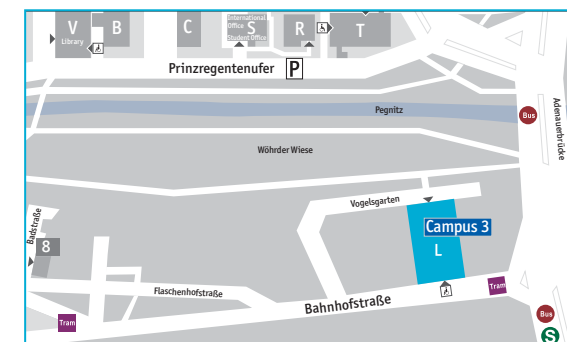 V
Library
B
C
International
Office
S
Student Office
R
T
Prinzregentenufer
P
Pegnitz
Bus
Adenauerbrücke
Wöhrder Wiese
Vogelsgarten
Badstraße
Campus 3
8
L
Flaschenhofstraße
Bahnhofstraße
Tram
Tram
Bus
S